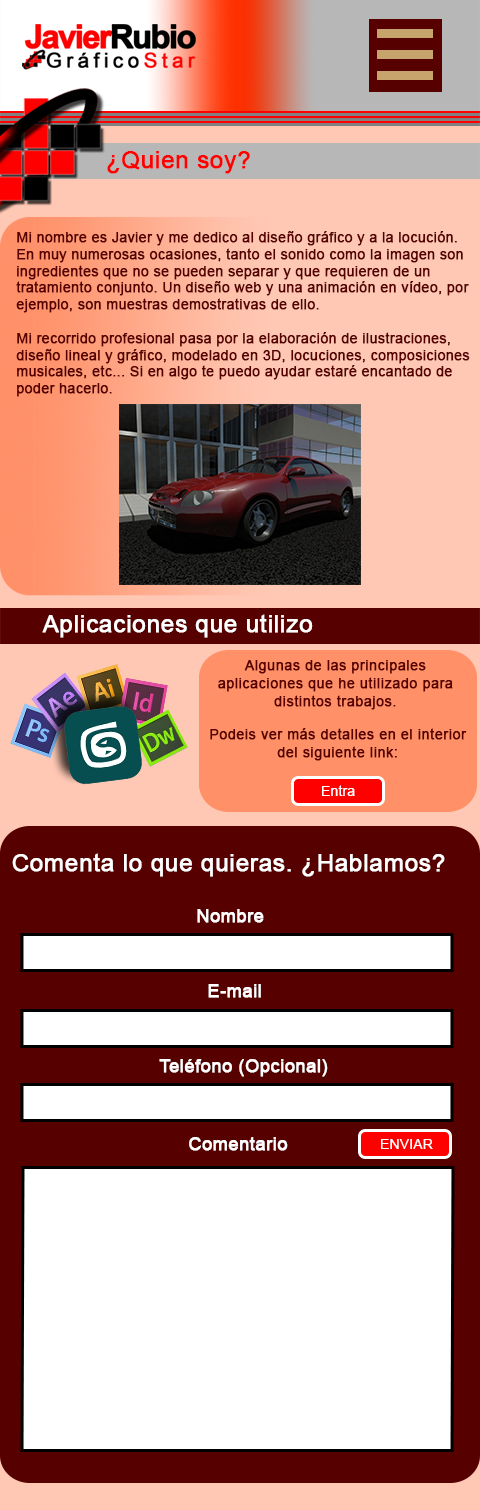 JavierRubio
GráficoStar
¿Quien soy?
Mi nombre es Javier y me dedico al diseño gráfico y a la locución.
En muy numerosas ocasiones, tanto el sonido como la imagen son
ingredientes que no se pueden separar y que requieren de un
tratamiento conjunto. Un diseño web y una animación en vídeo, por
ejemplo, son muestras demostrativas de ello.
Mi recorrido profesional pasa por la elaboración de ilustraciones,
diseño lineal y gráfico, modelado en 3D, locuciones, composiciones
musicales, etc... Si en algo te puedo ayudar estaré encantado de
poder hacerlo.
Aplicaciones que utilizo
Ps
Ae
Ai
Id
Dw
Algunas de las principales
aplicaciones que he utilizado para
distintos trabajos.
Podeis ver más detalles en el interior
del siguiente link:
Entra
Comenta lo que quieras. ¿Hablamos?
Nombre
E-mail
Teléfono (Opcional)
Comentario
ENVIAR